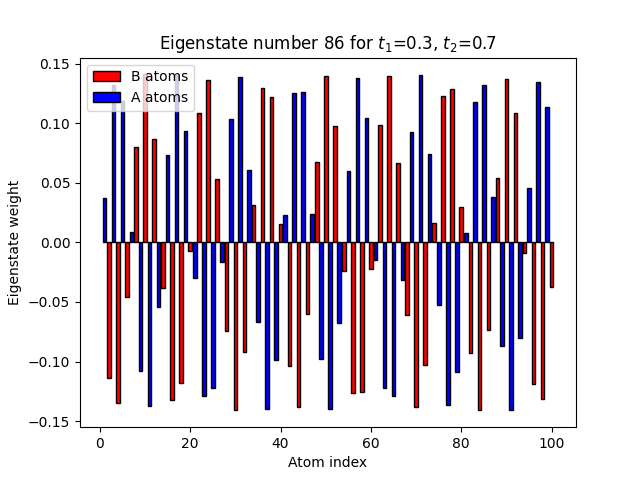 Eigenstate number 86 for t₁=0.3, t₂=0.7
B atoms
A atoms
Eigenstate weight
0.15
0.10
0.05
0.00
−0.05
−0.10
−0.15
0 20 40 60 80 100
Atom index